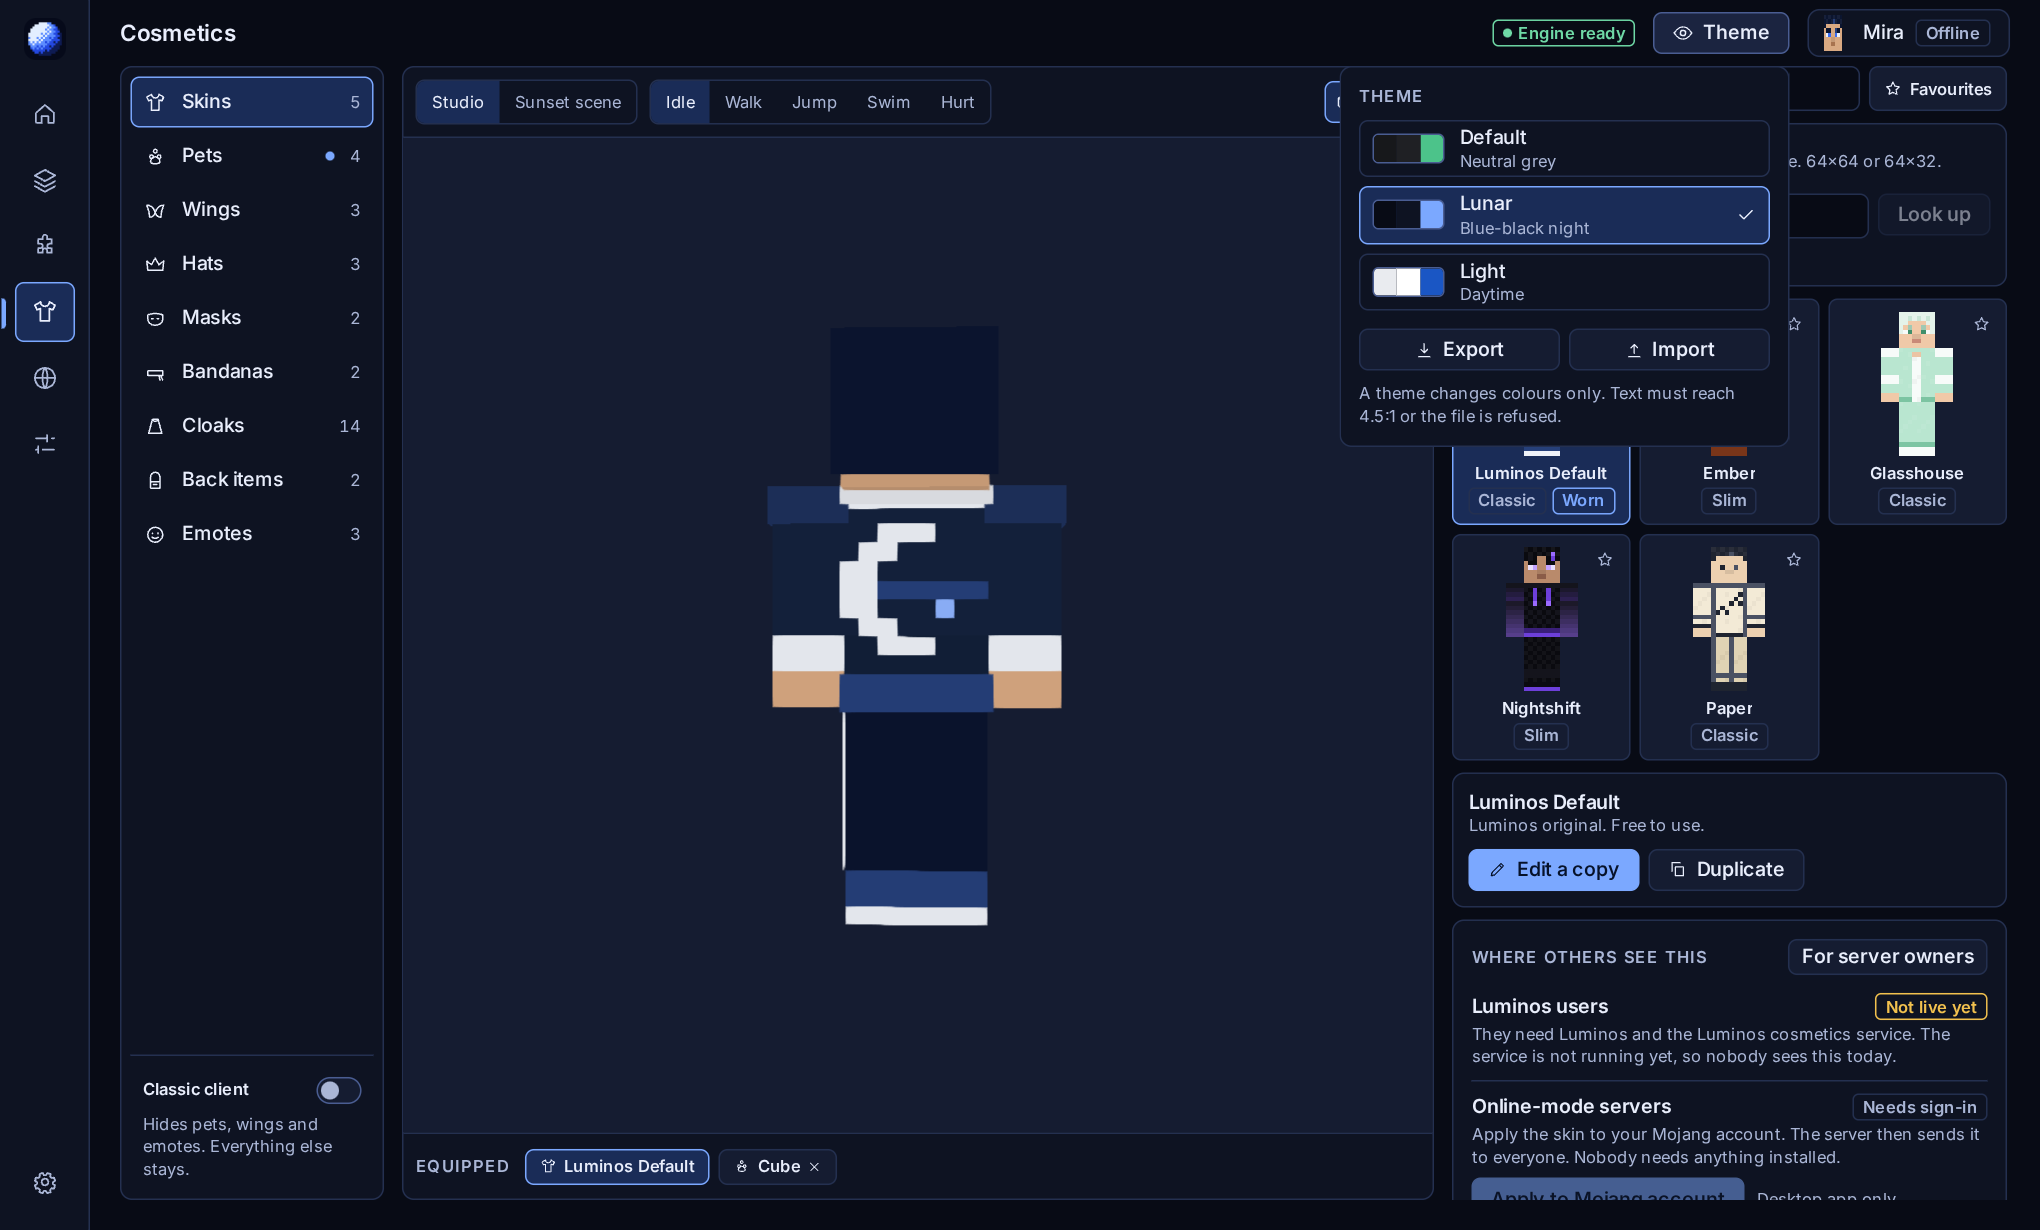 Cosmetics
Engine ready
Theme
Mira
Offline
Skins 5
Pets 4
Wings 3
Hats 3
Masks 2
Bandanas 2
Cloaks 14
Back items 2
Emotes 3
Classic client
Hides pets, wings and
emotes. Everything else
stays.
Studio
Sunset scene
Idle
Walk
Jump
Swim
Hurt
EQUIPPED
Luminos Default
Cube
THEME
Default
Neutral grey
Lunar
Blue-black night
Light
Daytime
Export
Import
A theme changes colours only. Text must reach
4.5:1 or the file is refused.
Favourites
64×64 or 64×32.
Look up
Luminos Default
Classic
Worn
Ember
Slim
Glasshouse
Classic
Nightshift
Slim
Paper
Classic
Luminos Default
Luminos original. Free to use.
Edit a copy
Duplicate
WHERE OTHERS SEE THIS
For server owners
Luminos users
Not live yet
They need Luminos and the Luminos cosmetics service. The
service is not running yet, so nobody sees this today.
Online-mode servers
Needs sign-in
Apply the skin to your Mojang account. The server then sends it
to everyone. Nobody needs anything installed.
Apply to Mojang account
Desktop app only